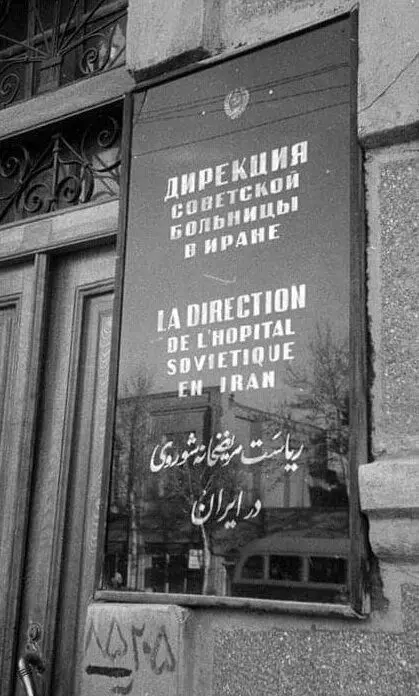 ДИРЕКЦИЯ
СОВЕТСКОЙ
БОЛЬНИЦЫ
В ИРАНЕ
LA DIRECTION
DE L'HOPITAL
SOVIETIQUE
EN IRAN
ریاست مریضخانه شوروی
در ایران